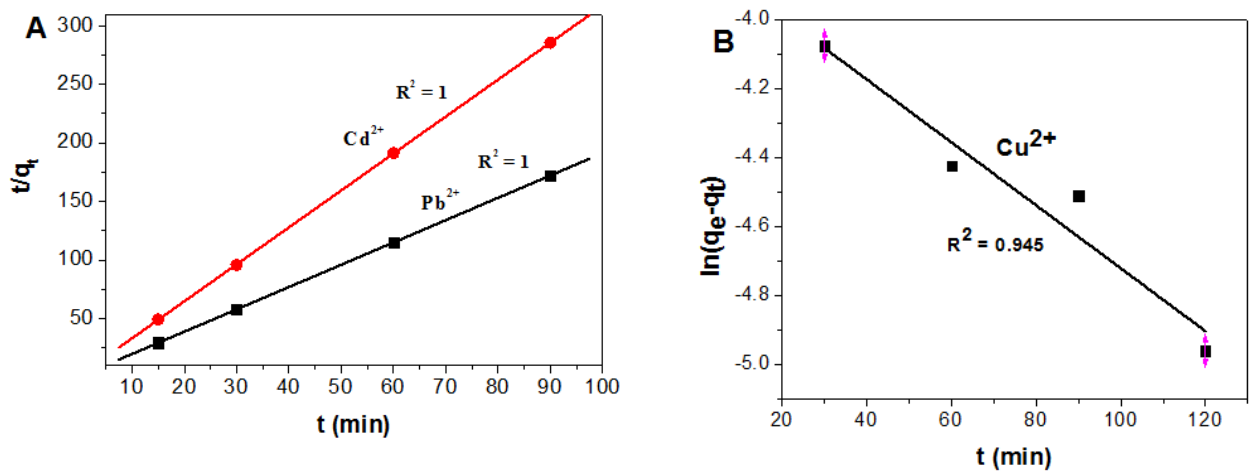 A
t/qt
300
250
200
150
100
50
R² = 1
Cd²⁺
R² = 1
Pb²⁺
10 20 30 40 50 60 70 80 90 100
t (min)
B
ln(qe-qt)
-4.0
-4.2
-4.4
-4.6
-4.8
-5.0
Cu²⁺
R² = 0.945
20 40 60 80 100 120
t (min)